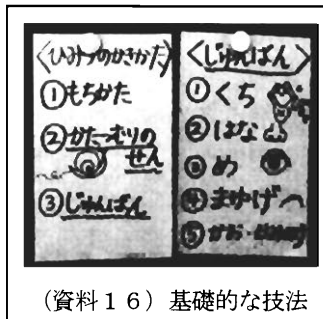 〈ひみつのかきかた〉
①もちかた
②かたつむりの
せん
③じゅんばん
〈じゅんばん〉
①くち
②はな
③め
④まゆげ
⑤かお・
(資料16)基礎的な技法